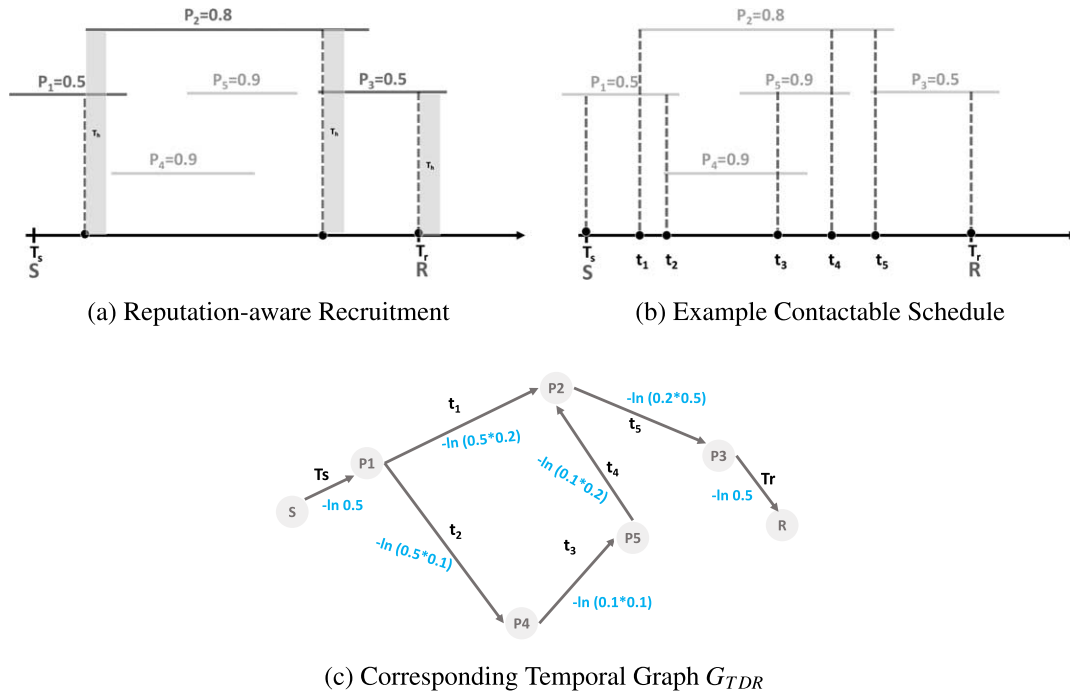 P₂=0.8
P₁=0.5
P₅=0.9
P₃=0.5
Tₕ
Tₕ
Tₕ
P₄=0.9
Tₛ
Tᵣ
S
R
(a) Reputation-aware Recruitment
P₂=0.8
P₁=0.5
P₅=0.9
P₃=0.5
P₄=0.9
Tₛ
t₁
t₂
t₃
t₄
t₅
Tᵣ
S
R
(b) Example Contactable Schedule
P2
t₁
-ln (0.2*0.5)
t₅
-ln (0.5*0.2)
P1
P3
t₄
Ts
-ln (0.1*0.2)
Tr
-ln 0.5
-ln 0.5
S
R
t₂
P5
-ln (0.5*0.1)
t₃
-ln (0.1*0.1)
P4
(c) Corresponding Temporal Graph G_TDR